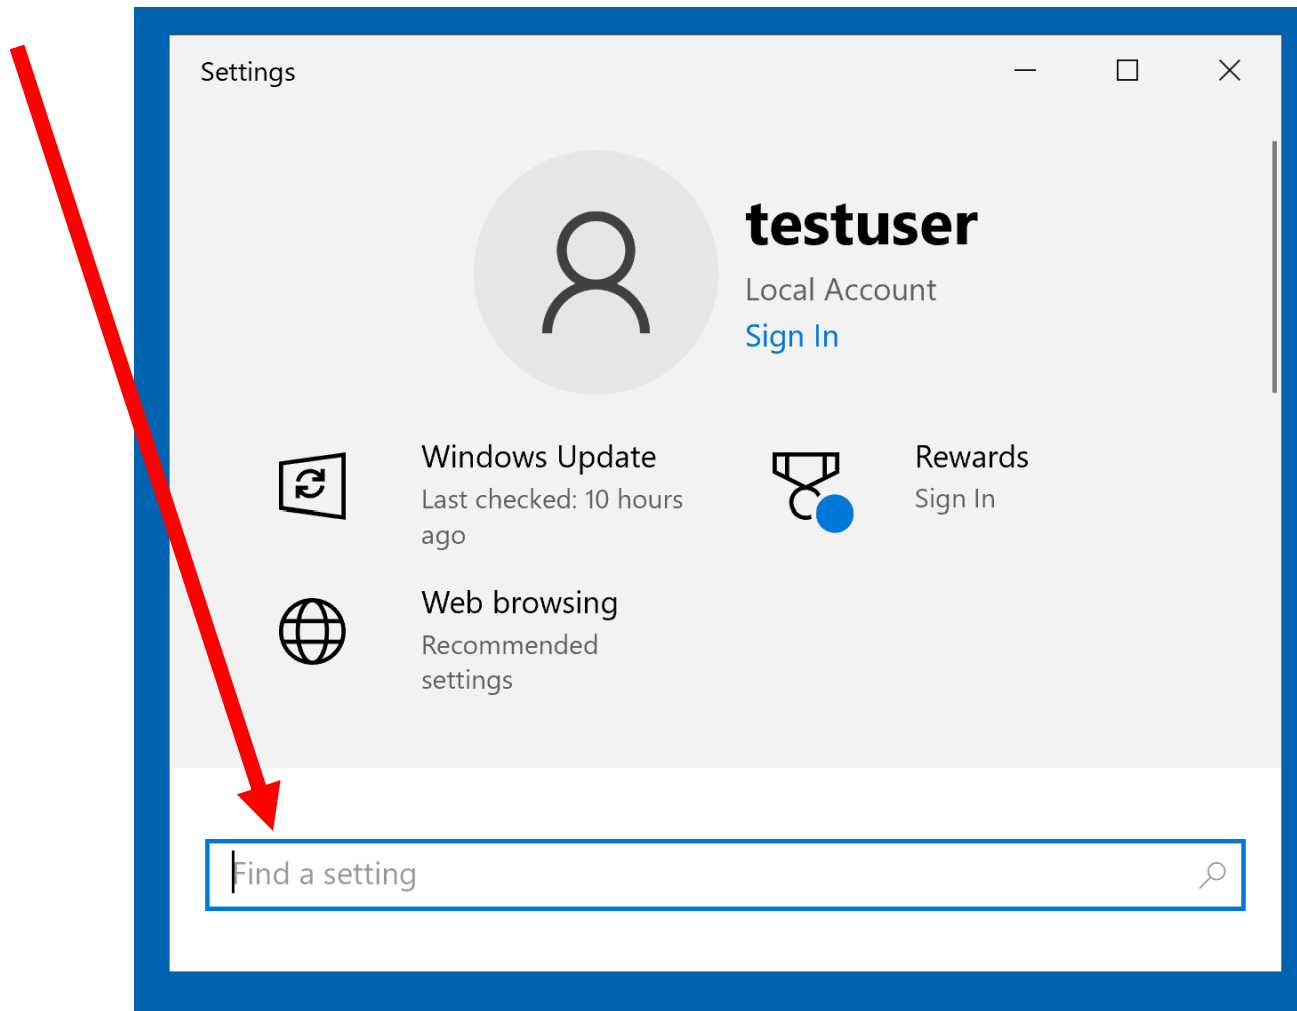 Settings
testuser
Local Account
Sign In
Windows Update
Last checked: 10 hours
ago
Rewards
Sign In
Web browsing
Recommended
settings
Find a setting